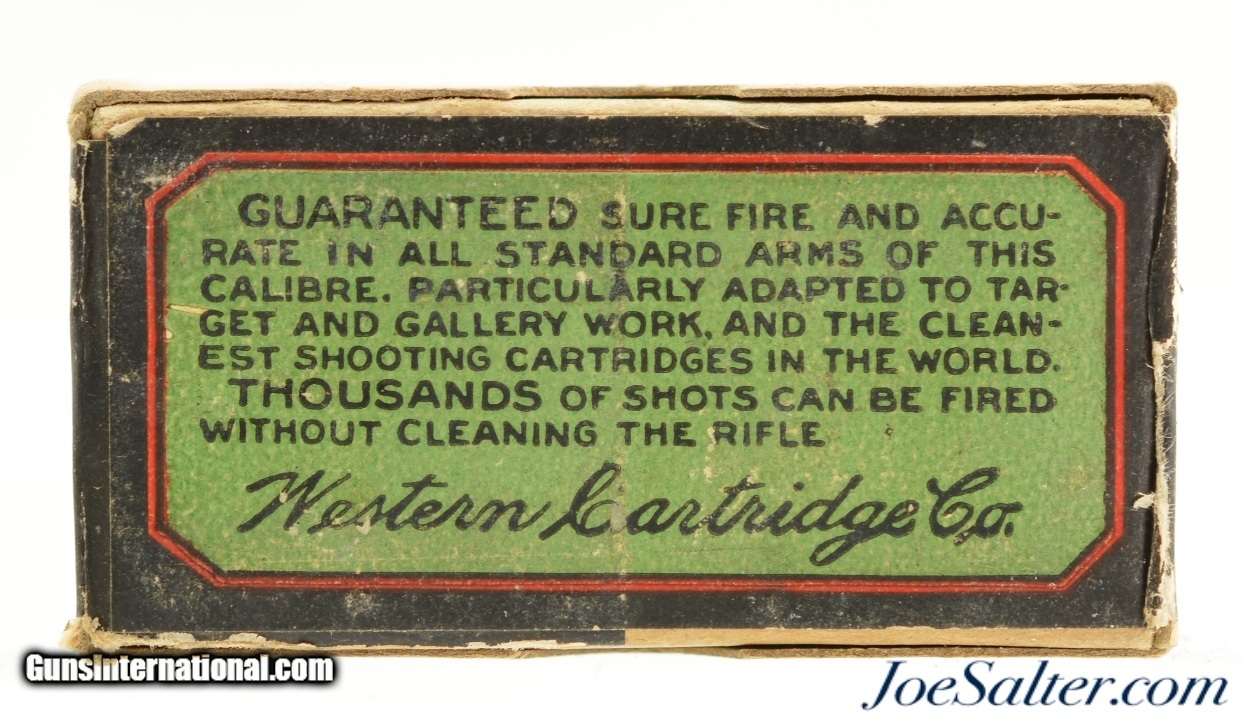 GUARANTEED SURE FIRE AND ACCU-
RATE IN ALL STANDARD ARMS OF THIS
CALIBRE. PARTICULARLY ADAPTED TO TAR-
GET AND GALLERY WORK, AND THE CLEAN-
EST SHOOTING CARTRIDGES IN THE WORLD.
THOUSANDS OF SHOTS CAN BE FIRED
WITHOUT CLEANING THE RIFLE
Western Cartridge Co.
GunsInternational.com
JoeSalter.com